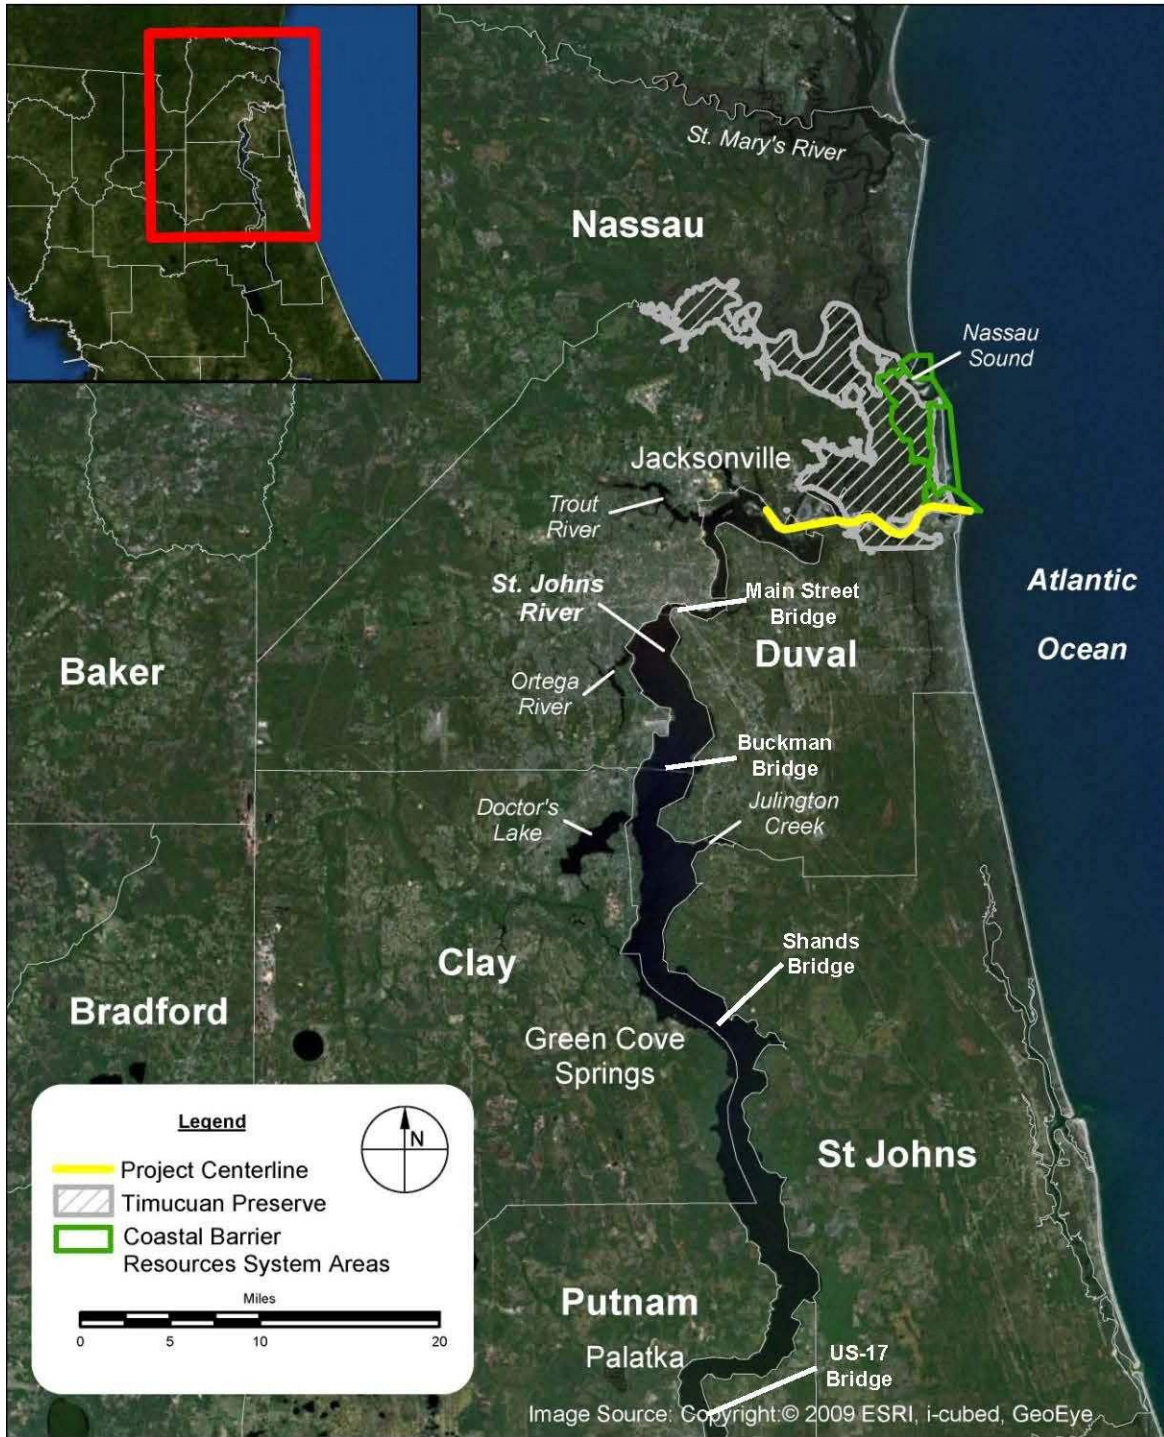 St. Mary's River
Nassau
Nassau
Sound
Jacksonville
Trout
River
St. Johns
River
Main Street
Bridge
Atlantic
Ocean
Baker
Duval
Ortega
River
Buckman
Bridge
Doctor's
Lake
Julington
Creek
Shands
Bridge
Clay
Bradford
Green Cove
Springs
St Johns
Legend
N
Project Centerline
Timucuan Preserve
Coastal Barrier
Resources System Areas
Miles
0 5 10 20
Putnam
Palatka
US-17
Bridge
Image Source: Copyright:© 2009 ESRI, i-cubed, GeoEye